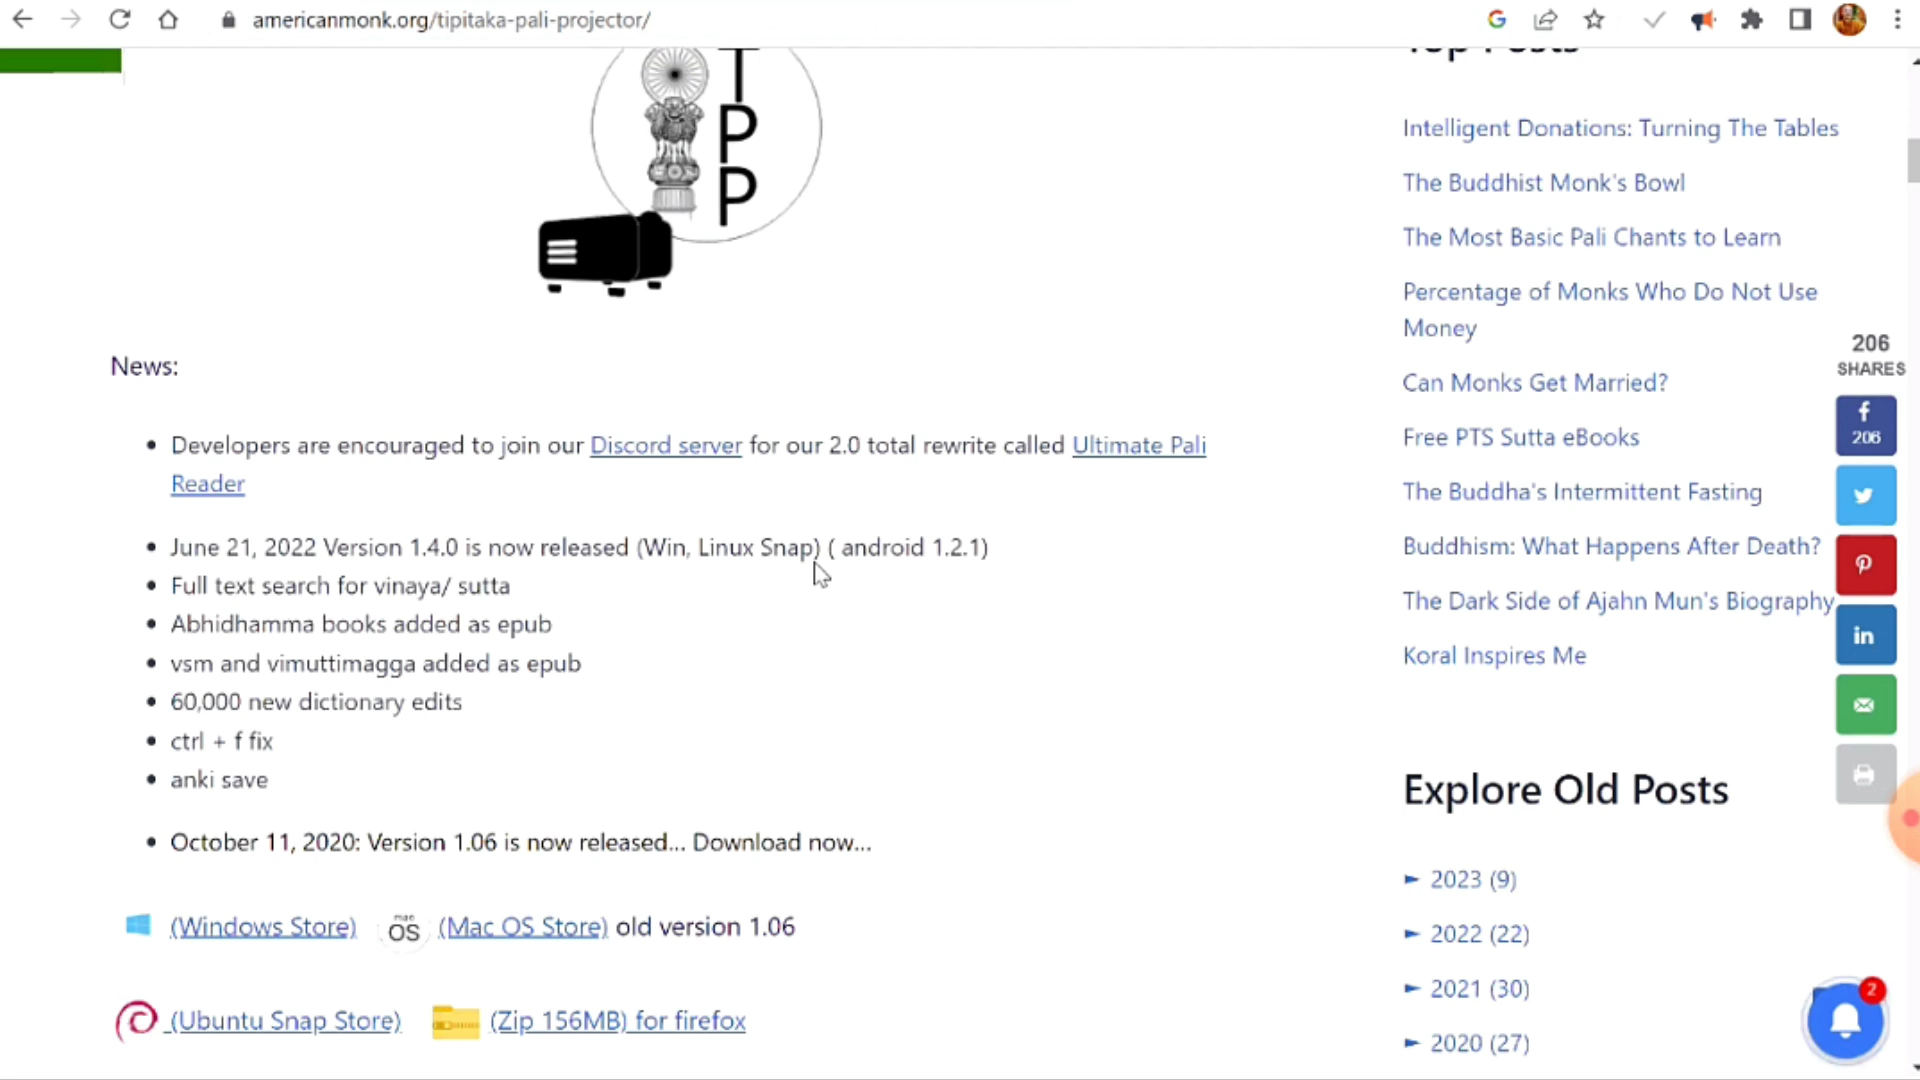 americanmonk.org/tipitaka-pali-projector/
T
P
P
News:
Developers are encouraged to join our Discord server for our 2.0 total rewrite called Ultimate Pali
Reader
June 21, 2022 Version 1.4.0 is now released (Win, Linux Snap) ( android 1.2.1)
Full text search for vinaya/ sutta
Abhidhamma books added as epub
vsm and vimuttimagga added as epub
60,000 new dictionary edits
ctrl + f fix
anki save
October 11, 2020: Version 1.06 is now released... Download now...
(Windows Store)
mac
OS
(Mac OS Store) old version 1.06
(Ubuntu Snap Store)
(Zip 156MB) for firefox
Top Posts
Intelligent Donations: Turning The Tables
The Buddhist Monk's Bowl
The Most Basic Pali Chants to Learn
Percentage of Monks Who Do Not Use
Money
Can Monks Get Married?
Free PTS Sutta eBooks
The Buddha's Intermittent Fasting
Buddhism: What Happens After Death?
The Dark Side of Ajahn Mun's Biography
Koral Inspires Me
Explore Old Posts
► 2023 (9)
► 2022 (22)
► 2021 (30)
► 2020 (27)
206
SHARES
206
2